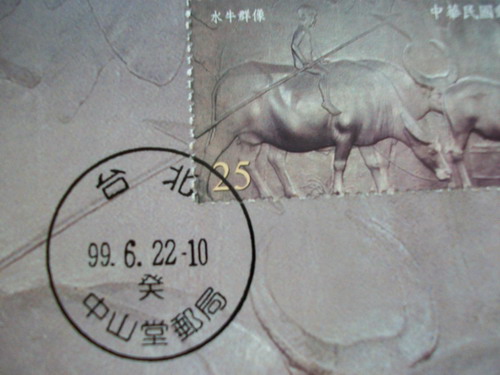 水牛群像
中華民國
25
台北
99.6.22-10
癸
中山堂郵局